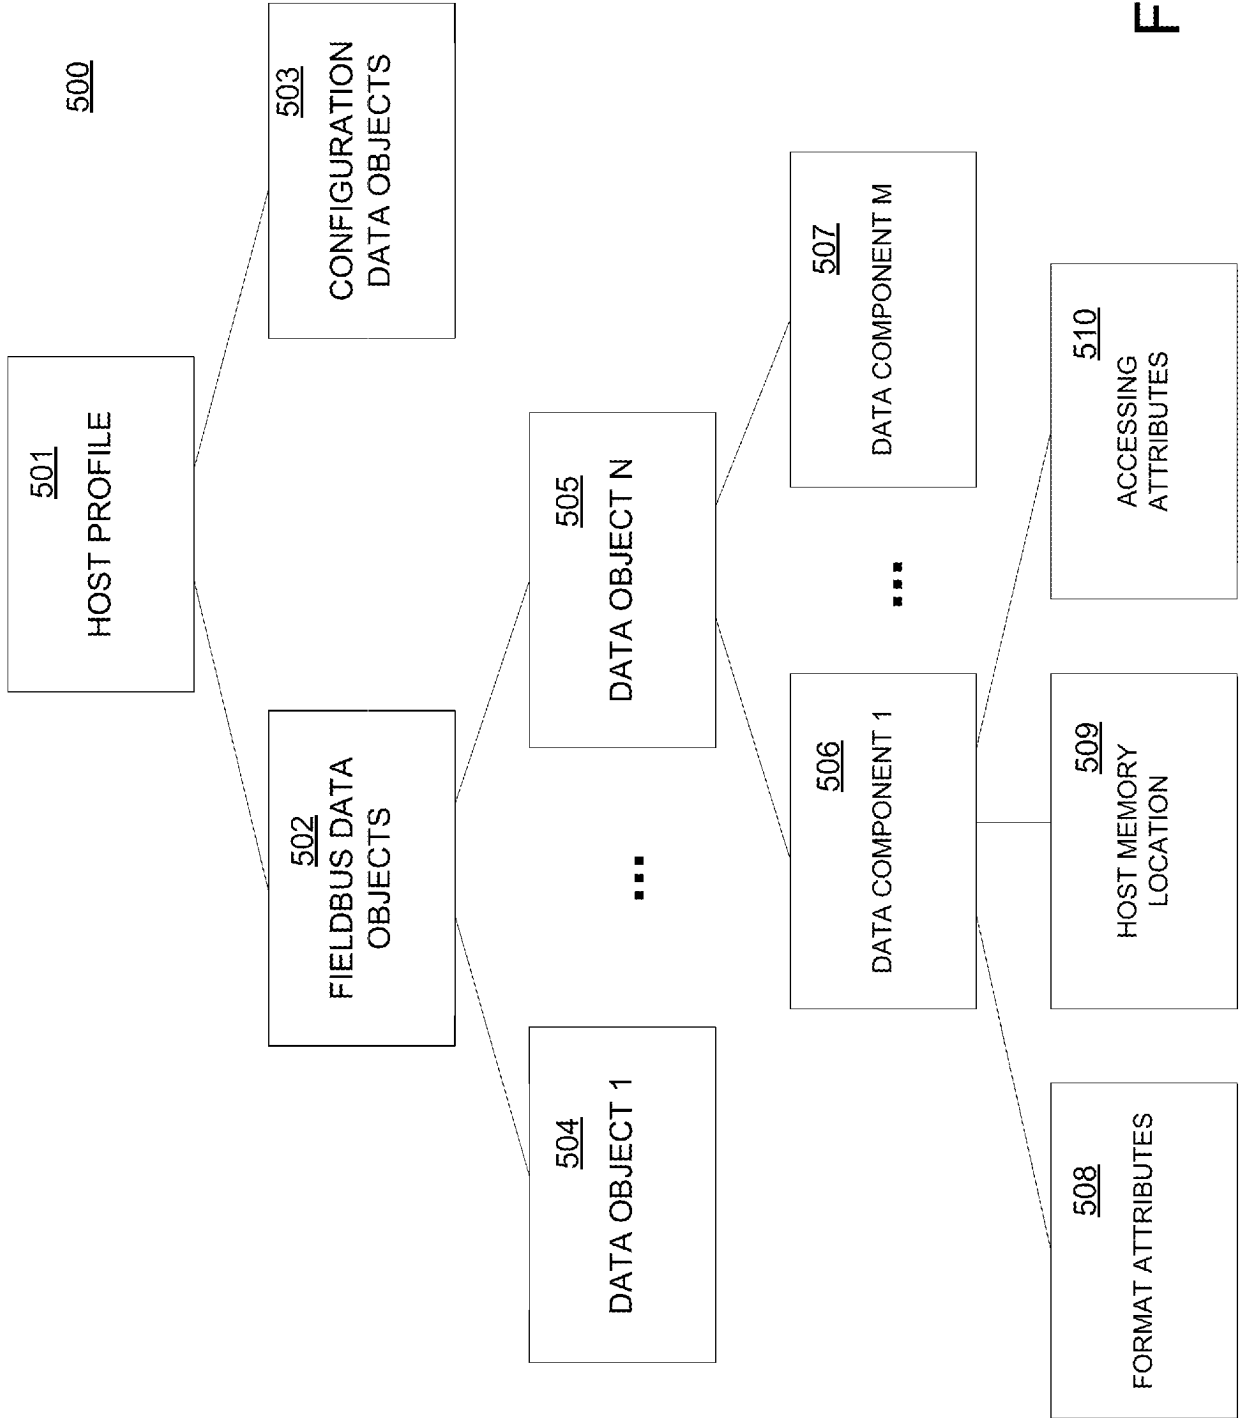 500
501
HOST PROFILE
502
FIELDBUS DATA
OBJECTS
503
CONFIGURATION
DATA OBJECTS
504
DATA OBJECT 1
...
505
DATA OBJECT N
506
DATA COMPONENT 1
...
507
DATA COMPONENT M
508
FORMAT ATTRIBUTES
509
HOST MEMORY
LOCATION
510
ACCESSING
ATTRIBUTES
F